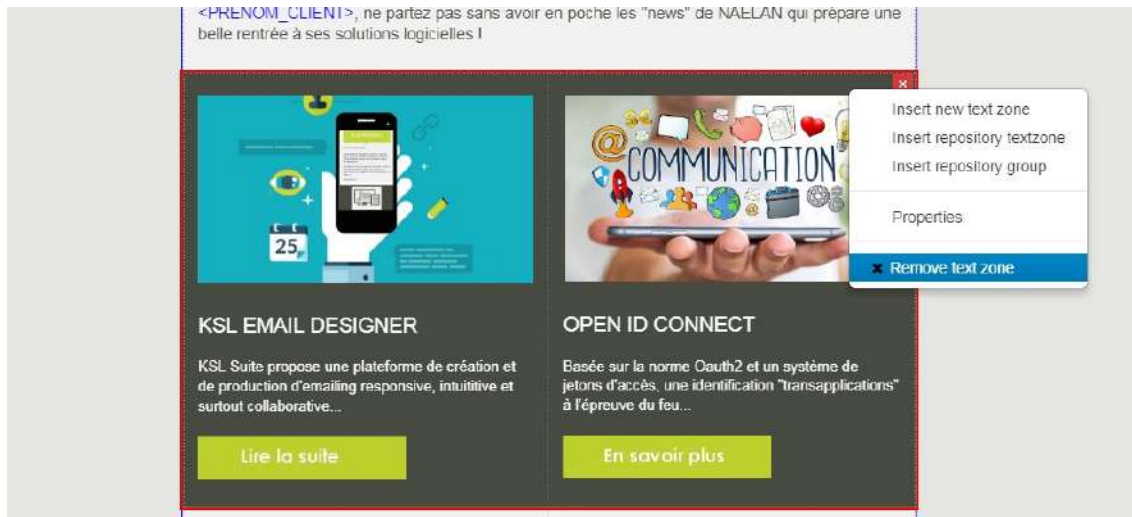 <PRENOM_CLIENT>, ne partez pas sans avoir en poche les "news" de NAELAN qui prépare une
belle rentrée à ses solutions logicielles !
25
@COMMUNICATION
Insert new text zone
Insert repository textzone
Insert repository group
Properties
Remove text zone
KSL EMAIL DESIGNER
KSL Suite propose une plateforme de création et
de production d'emailing responsive, intuititive et
surtout collaborative...
Lire la suite
OPEN ID CONNECT
Basée sur la norme Oauth2 et un système de
jetons d'accès, une identification "transapplications"
à l'épreuve du feu...
En savoir plus